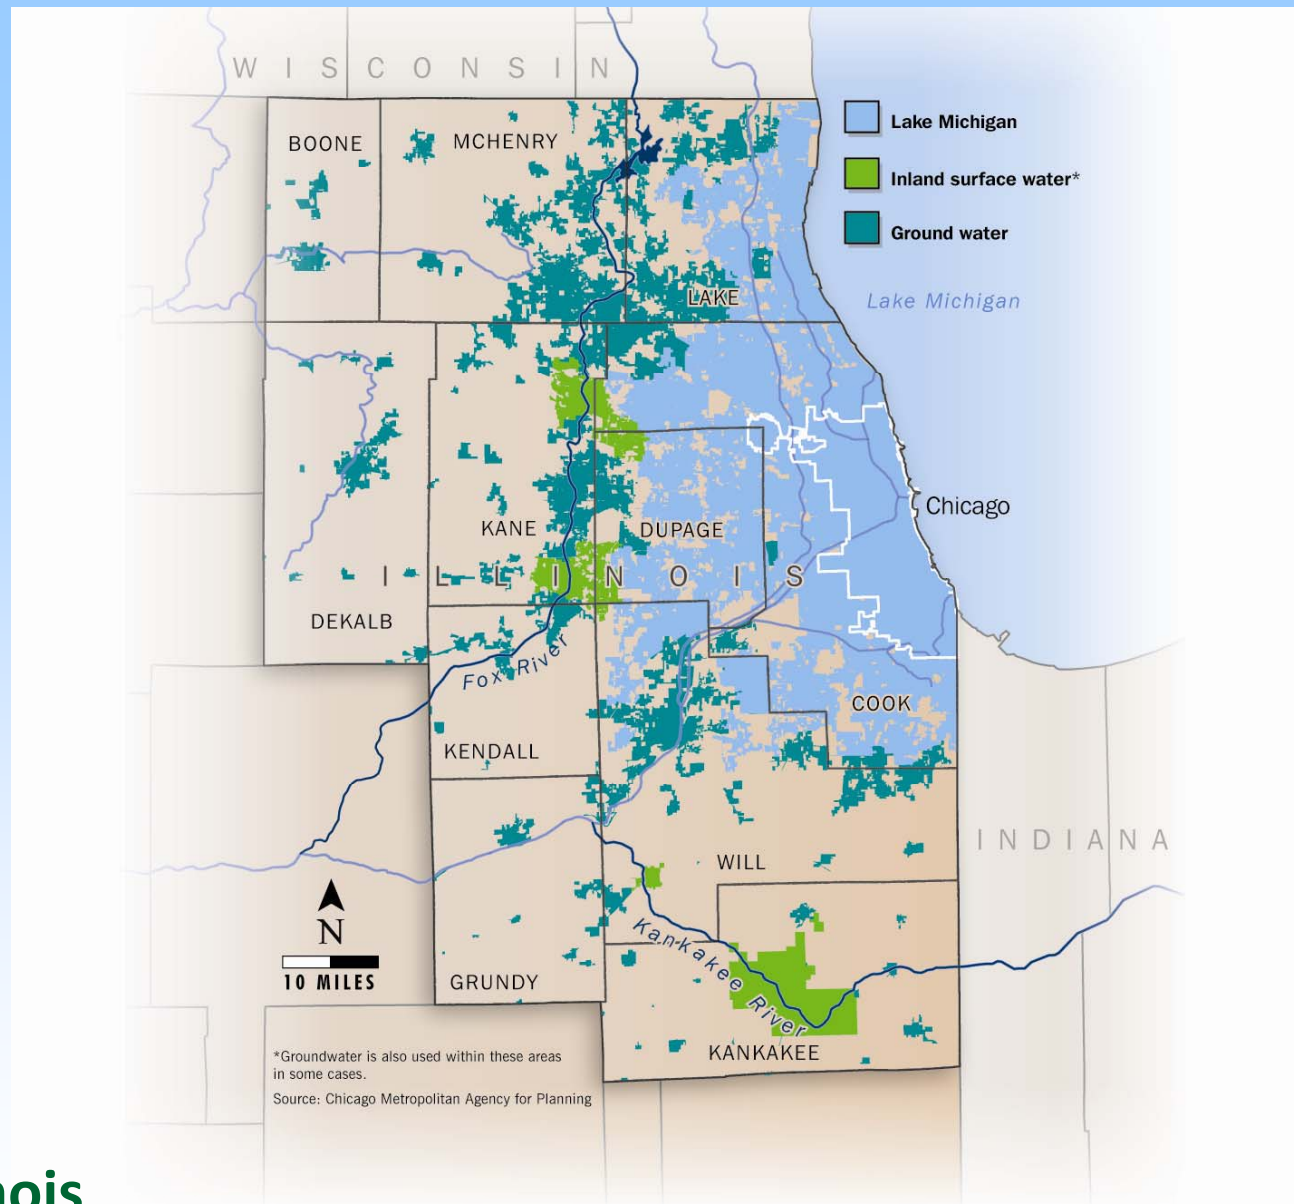 WISCONSIN
BOONE
MCHENRY
Lake Michigan
Inland surface water*
Ground water
LAKE
Lake Michigan
Chicago
KANE
DUPAGE
ILLINOIS
DEKALB
Fox River
COOK
KENDALL
INDIANA
WILL
N
10 MILES
Kankakee River
GRUNDY
KANKAKEE
*Groundwater is also used within these areas
in some cases.
Source: Chicago Metropolitan Agency for Planning
nois